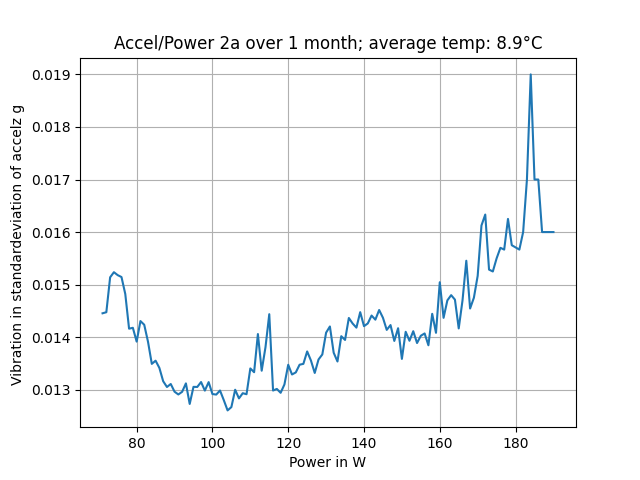 Accel/Power 2a over 1 month; average temp: 8.9°C
Vibration in standardeviation of accelz g
0.019
0.018
0.017
0.016
0.015
0.014
0.013
80 100 120 140 160 180
Power in W